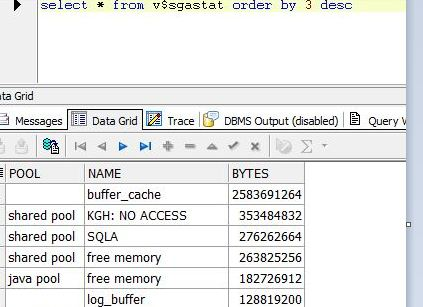 select * from v$sgastat order by 3 desc
ta Grid
Messages Data Grid Trace DBMS Output (disabled) Query
POOL NAME BYTES
buffer_cache 2583691264
shared pool KGH: NO ACCESS 353484832
shared pool SQLA 276262664
shared pool free memory 263825256
java pool free memory 182726912
log_buffer 128819200